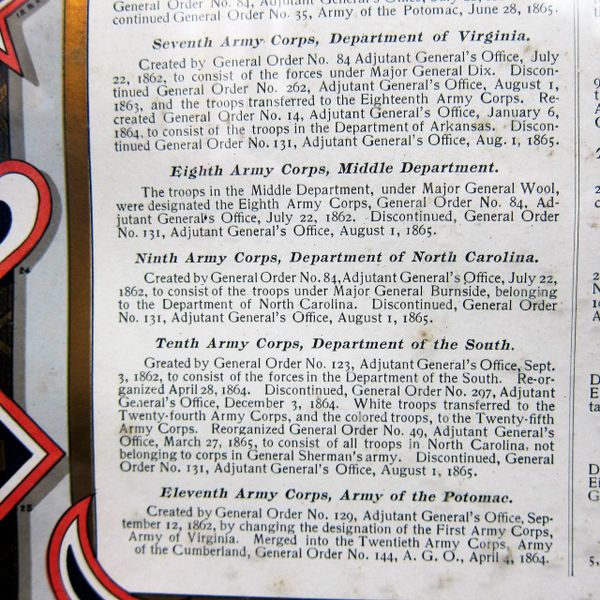 General Order No. 84, Adjutant General's Office, July 22,
continued General Order No. 35, Army of the Potomac, June 28, 1865.
Seventh Army Corps, Department of Virginia.
Created by General Order No. 84 Adjutant General's Office, July
22, 1862, to consist of the forces under Major General Dix. Discon-
tinued General Order No. 262, Adjutant General's Office, August 1,
1863, and the troops transferred to the Eighteenth Army Corps. Re-
created General Order No. 14, Adjutant General's Office, January 6,
1864, to consist of the troops in the Department of Arkansas. Discon-
tinued General Order No. 131, Adjutant General's Office, Aug. 1, 1865.
Eighth Army Corps, Middle Department.
The troops in the Middle Department, under Major General Wool,
were designated the Eighth Army Corps, General Order No. 84, Ad-
jutant General's Office, July 22, 1862. Discontinued, General Order
No. 131, Adjutant General's Office, August 1, 1865.
Ninth Army Corps, Department of North Carolina.
Created by General Order No. 84, Adjutant General's Office, July 22,
1862, to consist of the troops under Major General Burnside, belonging
to the Department of North Carolina. Discontinued, General Order
No. 131, Adjutant General's Office, August 1, 1865.
Tenth Army Corps, Department of the South.
Greated by General Order No. 123, Adjutant General's Office, Sept.
3, 1862, to consist of the forces in the Department of the South. Re-or-
ganized April 28, 1864. Discontinued, General Order No. 297, Adjutant
General's Office, December 3, 1864. White troops transferred to the
Twenty-fourth Army Corps, and the colored troops, to the Twenty-fifth
Army Corps. Reorganized General Order No. 49, Adjutant General's
Office, March 27, 1865, to consist of all troops in North Carolina, not
belonging to corps in General Sherman's army. Discontinued, General
Order No. 131, Adjutant General's Office, August 1, 1865.
Eleventh Army Corps, Army of the Potomac.
Created by General Order No. 129, Adjutant General's Office, Sep-
tember 12, 1862, by changing the designation of the First Army Corps,
Army of Virginia. Merged into the Twentieth Army Corps, Army
of the Cumberland, General Order No. 144, A. G. O., April 4, 1864.
24
25